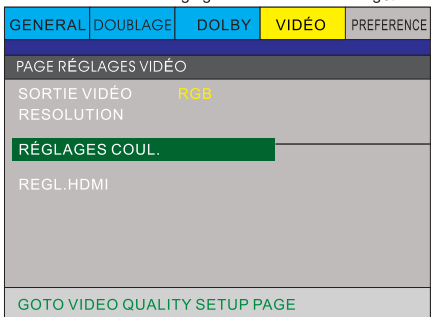 GENERAL DOUBLAGE DOLBY VIDÉO PREFERENCE
PAGE RÉGLAGES VIDÉO
SORTIE VIDÉO RGB
RESOLUTION
RÉGLAGES COUL.
REGL.HDMI
GOTO VIDEO QUALITY SETUP PAGE